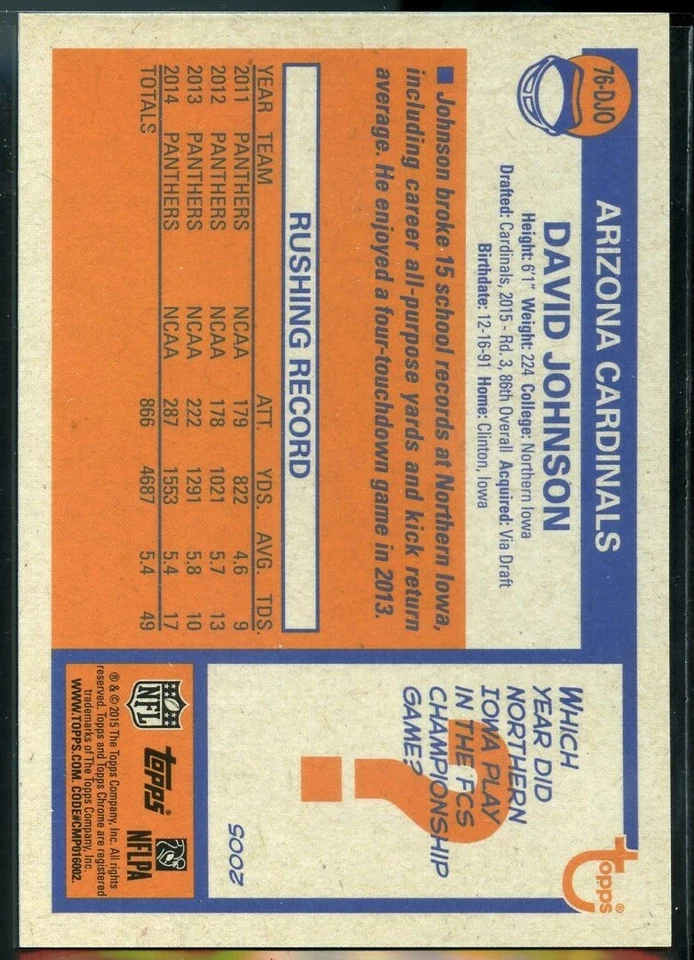 76-DJO
ARIZONA CARDINALS
DAVID JOHNSON
Height: 6'1" Weight: 224 College: Northern Iowa
Drafted: Cardinals, 2015 - Rd. 3, 86th Overall Acquired: Via Draft
Birthdate: 12-16-91 Home: Clinton, Iowa
■ Johnson broke 15 school records at Northern Iowa,
including career all-purpose yards and kick return
average. He enjoyed a four-touchdown game in 2013.
RUSHING RECORD
YEAR TEAM ATT. YDS. AVG. TDS.
2011 PANTHERS NCAA 179 822 4.6 9
2012 PANTHERS NCAA 178 1021 5.7 13
2013 PANTHERS NCAA 222 1291 5.8 10
2014 PANTHERS NCAA 287 1553 5.4 17
TOTALS 866 4687 5.4 49
topps®
WHICH
YEAR DID
NORTHERN
IOWA PLAY
IN THE FCS
CHAMPIONSHIP
GAME?
?
2005
NFL
topps®
NFLPA
® & © 2015 The Topps Company, Inc. All rights
reserved. Topps and Topps Chrome are registered
trademarks of The Topps Company, Inc.
WWW.TOPPS.COM. CODE#CMP016002.